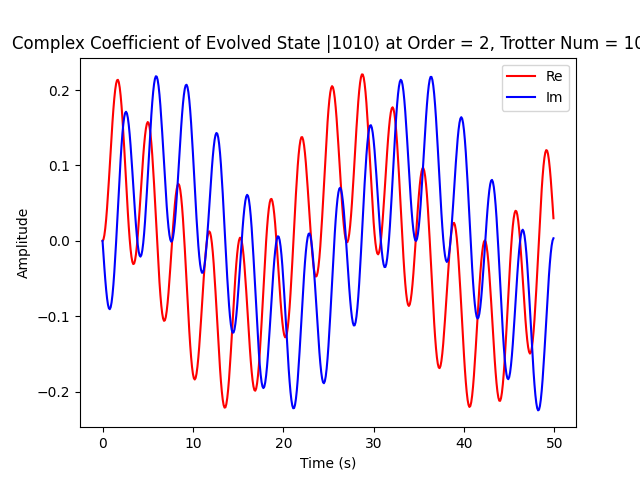 Complex Coefficient of Evolved State |1010⟩ at Order = 2, Trotter Num = 10
Re
Im
0.2
0.1
0.0
−0.1
−0.2
Amplitude
0 10 20 30 40 50
Time (s)